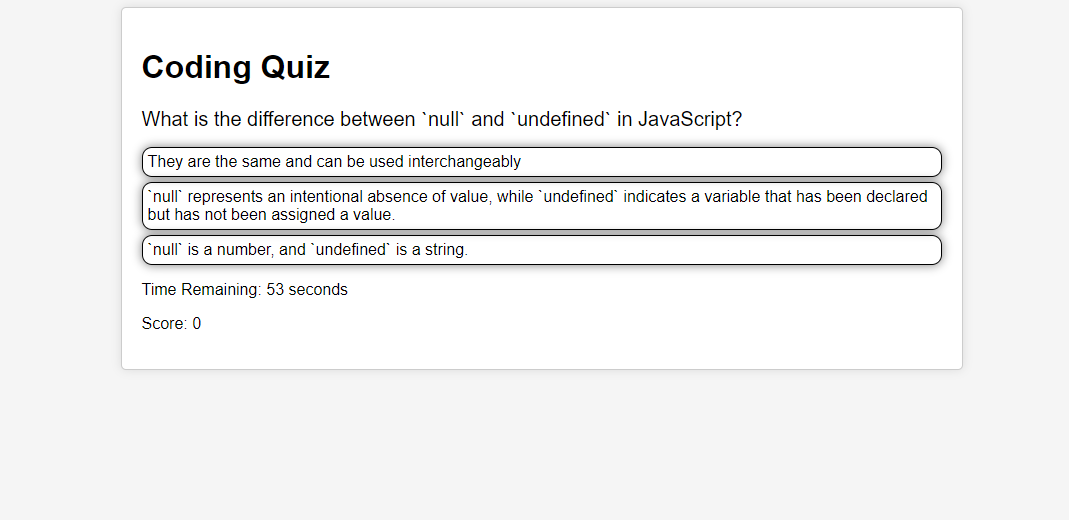 Coding Quiz
What is the difference between `null` and `undefined` in JavaScript?
They are the same and can be used interchangeably
`null` represents an intentional absence of value, while `undefined` indicates a variable that has been declared
but has not been assigned a value.
`null` is a number, and `undefined` is a string.
Time Remaining: 53 seconds
Score: 0